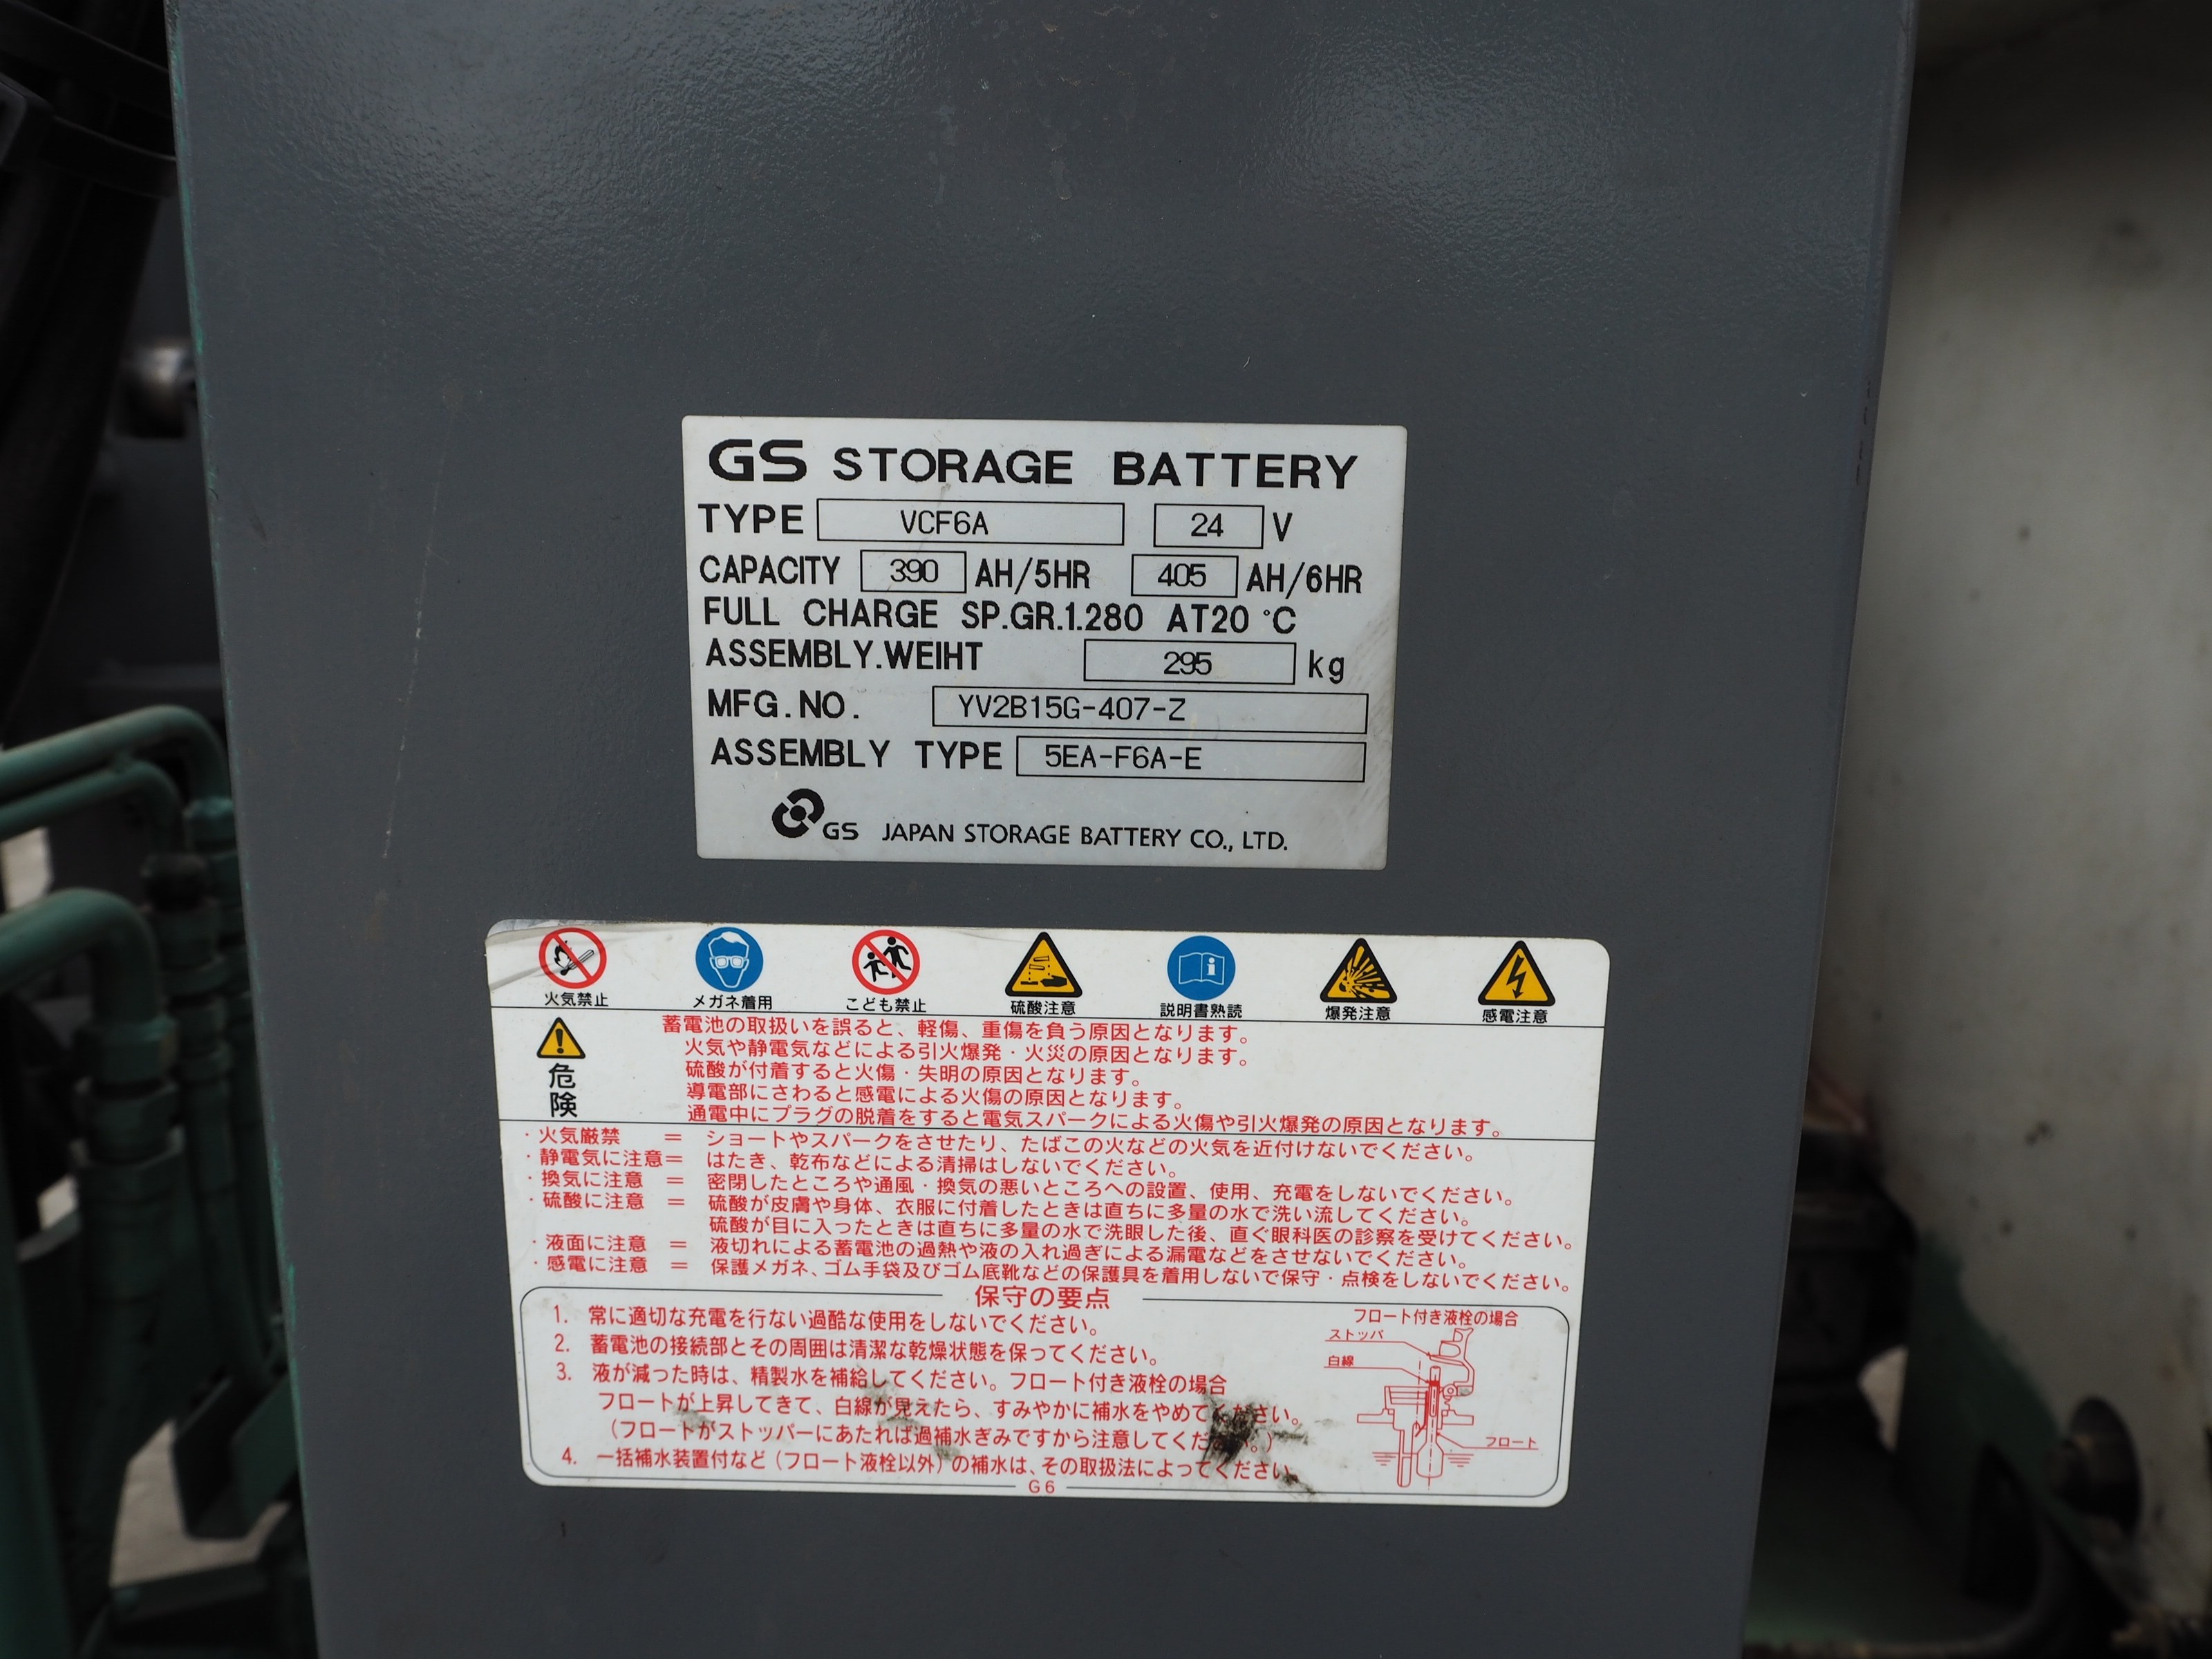 GS STORAGE BATTERY
TYPE VCF6A 24 V
CAPACITY 390 AH/5HR 405 AH/6HR
FULL CHARGE SP.GR.1.280 AT20 °C
ASSEMBLY.WEIHT 295 kg
MFG.NO. YV2B15G-407-Z
ASSEMBLY TYPE 5EA-F6A-E
GS JAPAN STORAGE BATTERY CO., LTD.
火気禁止 メガネ着用 こども禁止 硫酸注意 説明書熟読 爆発注意 感電注意
危険
蓄電池の取扱いを誤ると、軽傷、重傷を負う原因となります。
火気や静電気などによる引火爆発・火災の原因となります。
硫酸が付着すると火傷・失明の原因となります。
導電部にさわると感電による火傷の原因となります。
通電中にプラグの脱着をすると電気スパークによる火傷や引火爆発の原因となります。
・火気厳禁 = ショートやスパークをさせたり、たばこの火などの火気を近付けないでください。
・静電気に注意= はたき、乾布などによる清掃はしないでください。
・換気に注意 = 密閉したところや通風・換気の悪いところへの設置、使用、充電をしないでください。
・硫酸に注意 = 硫酸が皮膚や身体、衣服に付着したときは直ちに多量の水で洗い流してください。
硫酸が目に入ったときは直ちに多量の水で洗眼した後、直ぐ眼科医の診察を受けてください。
・液面に注意 = 液切れによる蓄電池の過熱や液の入れ過ぎによる漏電などをさせないでください。
・感電に注意 = 保護メガネ、ゴム手袋及びゴム底靴などの保護具を着用しないで保守・点検をしないでください。
保守の要点
1. 常に適切な充電を行ない過酷な使用をしないでください。
2. 蓄電池の接続部とその周囲は清潔な乾燥状態を保ってください。
3. 液が減った時は、精製水を補給してください。フロート付き液栓の場合
フロートが上昇してきて、白線が見えたら、すみやかに補水をやめてください。
(フロートがストッパーにあたれば過補水ぎみですから注意してください。)
4. 一括補水装置付など(フロート液栓以外)の補水は、その取扱法によってください。
フロート付き液栓の場合
ストッパ
白線
フロート
G6